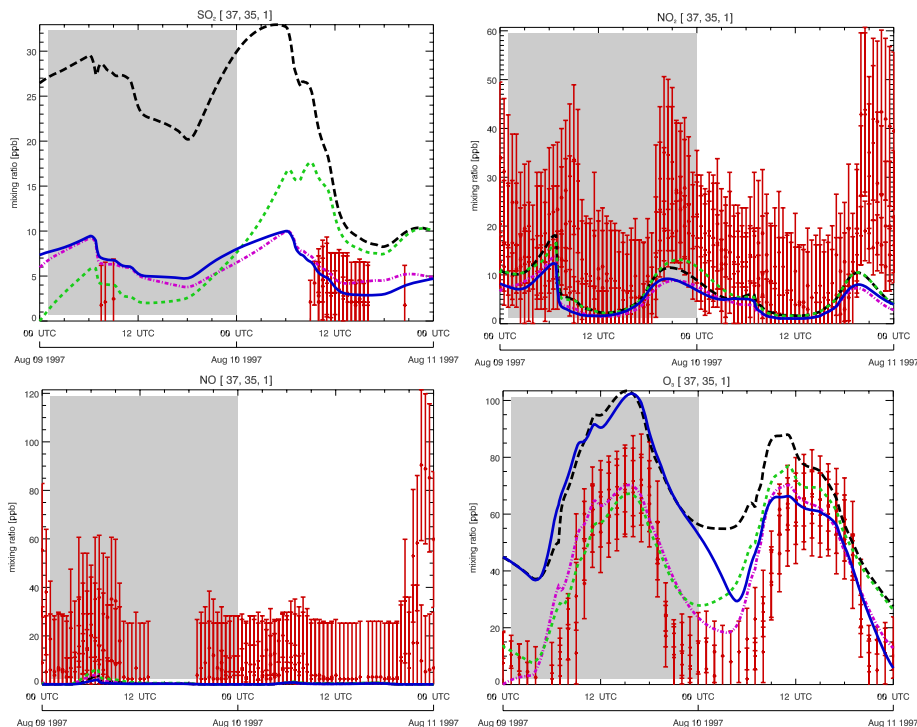 SO₂ [ 37, 35, 1]
mixing ratio [ppb]
30
25
20
15
10
5
0
00 UTC 12 UTC 00 UTC 12 UTC 00 UTC
Aug 09 1997 Aug 10 1997 Aug 11 1997
NO₂ [ 37, 35, 1]
mixing ratio [ppb]
60
50
40
30
20
10
0
00 UTC 12 UTC 00 UTC 12 UTC 00 UTC
Aug 09 1997 Aug 10 1997 Aug 11 1997
NO [ 37, 35, 1]
mixing ratio [ppb]
120
100
80
60
40
20
0
00 UTC 12 UTC 00 UTC 12 UTC 00 UTC
Aug 09 1997 Aug 10 1997 Aug 11 1997
O₃ [ 37, 35, 1]
mixing ratio [ppb]
100
80
60
40
20
0
00 UTC 12 UTC 00 UTC 12 UTC 00 UTC
Aug 09 1997 Aug 10 1997 Aug 11 1997